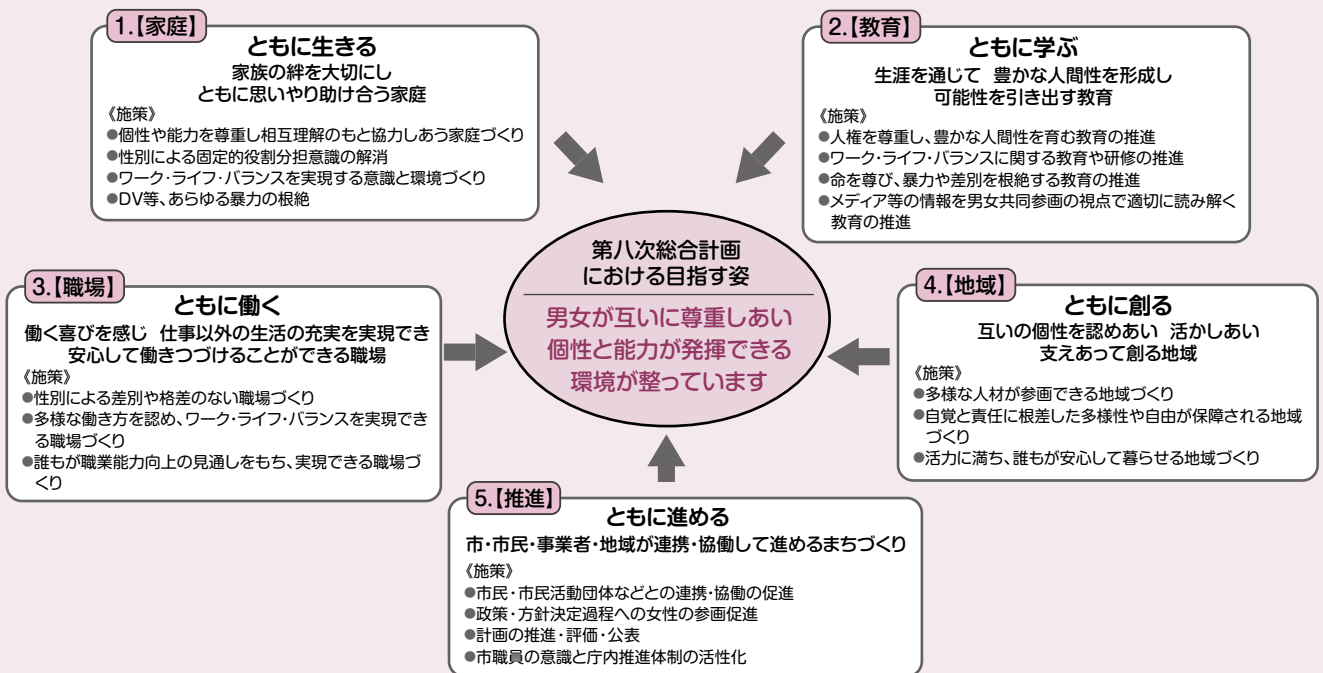 1.【家庭】
ともに生きる
家族の絆を大切にし
ともに思いやり助け合う家庭
《施策》
●個性や能力を尊重し相互理解のもと協力しあう家庭づくり
●性別による固定的役割分担意識の解消
●ワーク・ライフ・バランスを実現する意識と環境づくり
●DV等、あらゆる暴力の根絶
2.【教育】
ともに学ぶ
生涯を通じて 豊かな人間性を形成し
可能性を引き出す教育
《施策》
●人権を尊重し、豊かな人間性を育む教育の推進
●ワーク・ライフ・バランスに関する教育や研修の推進
●命を尊び、暴力や差別を根絶する教育の推進
●メディア等の情報を男女共同参画の視点で適切に読み解く
教育の推進
第八次総合計画
における目指す姿
男女が互いに尊重しあい
個性と能力が発揮できる
環境が整っています
3.【職場】
ともに働く
働く喜びを感じ 仕事以外の生活の充実を実現でき
安心して働きつづけることができる職場
《施策》
●性別による差別や格差のない職場づくり
●多様な働き方を認め、ワーク・ライフ・バランスを実現でき
る職場づくり
●誰もが職業能力向上の見通しをもち、実現できる職場づ
くり
4.【地域】
ともに創る
互いの個性を認めあい 活かしあい
支えあって創る地域
《施策》
●多様な人材が参画できる地域づくり
●自覚と責任に根差した多様性や自由が保障される地域
づくり
●活力に満ち、誰もが安心して暮らせる地域づくり
5.【推進】
ともに進める
市・市民・事業者・地域が連携・協働して進めるまちづくり
《施策》
●市民・市民活動団体などとの連携・協働の促進
●政策・方針決定過程への女性の参画促進
●計画の推進・評価・公表
●市職員の意識と庁内推進体制の活性化